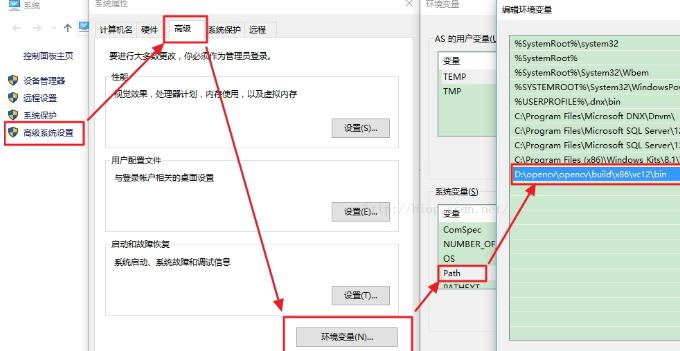 系统
控制面板主页
设备管理器
远程设置
系统保护
高级系统设置
系统属性
计算机名
硬件
高级
系统保护
远程
要进行大多数更改，你必须作为管理员登录。
性能
视觉效果，处理器计划，内存使用，以及虚拟内存
设置(S)...
用户配置文件
与登录帐户相关的桌面设置
设置(E)...
启动和故障恢复
系统启动、系统故障和调试信息
设置(T)...
环境变量(N)...
环境变量
AS 的用户变量(U
变量
TEMP
TMP
系统变量(S)
变量
ComSpec
NUMBER_OF
OS
Path
PATHEXT
编辑环境变量
%SystemRoot%\system32
%SystemRoot%
%SystemRoot%\System32\Wbem
%SYSTEMROOT%\System32\WindowsPow
%USERPROFILE%\.dnx\bin
C:\Program Files\Microsoft DNX\Dnvm\
C:\Program Files\Microsoft SQL Server\12
C:\Program Files\Microsoft SQL Server\13
C:\Program Files (x86)\Windows Kits\8.1\
D:\opencv\opencv\build\x86\vc12\bin